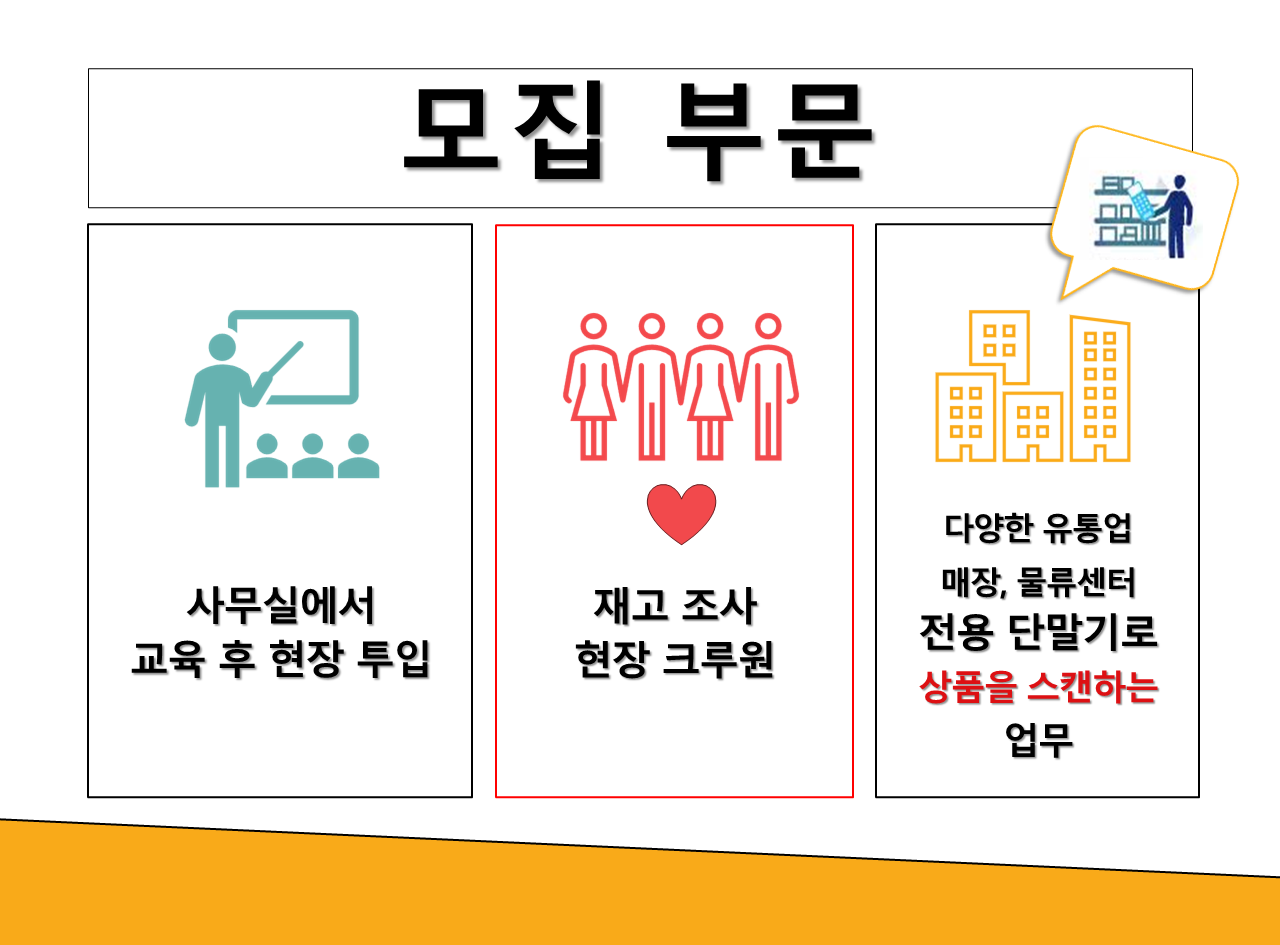 모집 부문
사무실에서
교육 후 현장 투입
재고 조사
현장 크루원
다양한 유통업
매장, 물류센터
전용 단말기로
상품을 스캔하는
업무